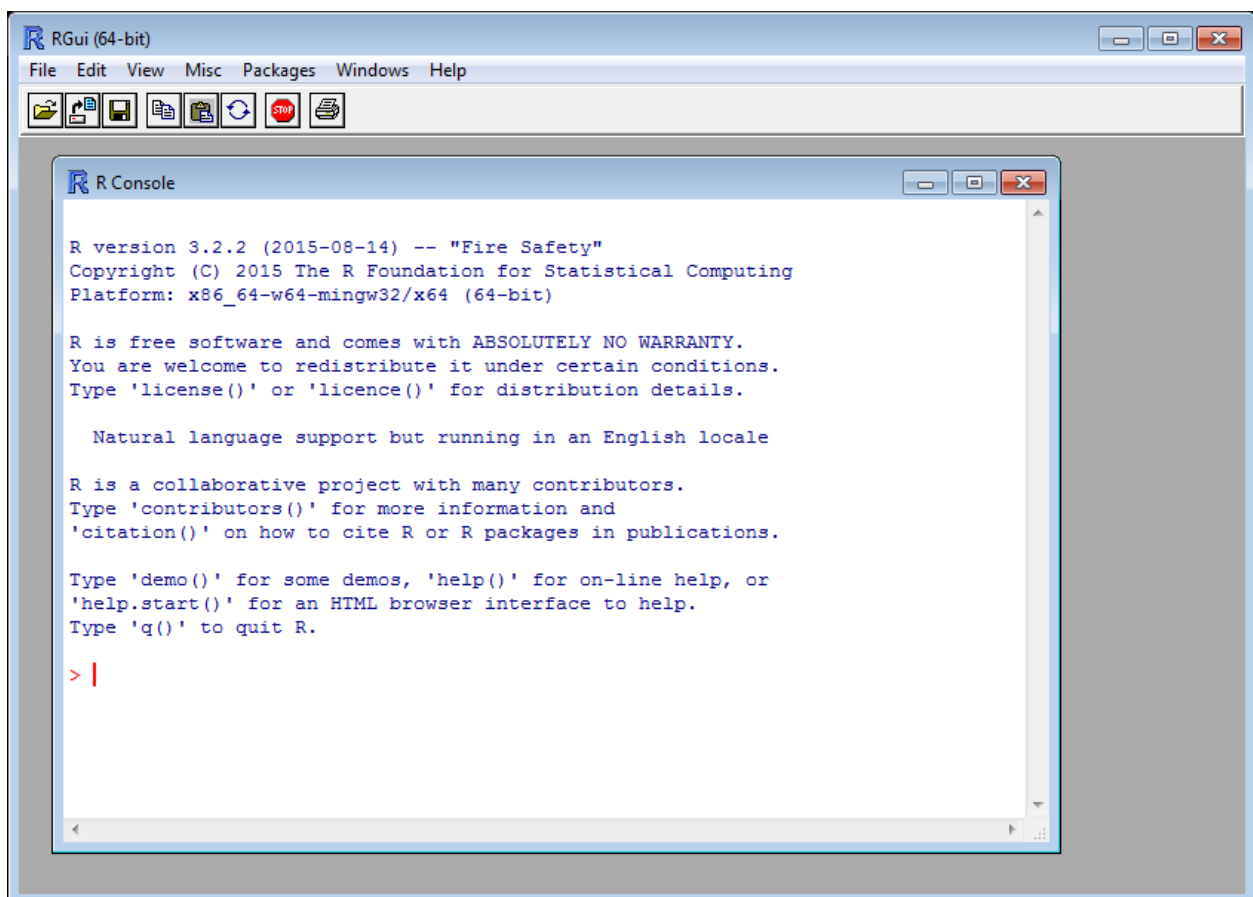 RGui (64-bit)
File Edit View Misc Packages Windows Help
STOP
R Console
R version 3.2.2 (2015-08-14) -- "Fire Safety"
Copyright (C) 2015 The R Foundation for Statistical Computing
Platform: x86_64-w64-mingw32/x64 (64-bit)
R is free software and comes with ABSOLUTELY NO WARRANTY.
You are welcome to redistribute it under certain conditions.
Type 'license()' or 'licence()' for distribution details.
Natural language support but running in an English locale
R is a collaborative project with many contributors.
Type 'contributors()' for more information and
'citation()' on how to cite R or R packages in publications.
Type 'demo()' for some demos, 'help()' for on-line help, or
'help.start()' for an HTML browser interface to help.
Type 'q()' to quit R.
>